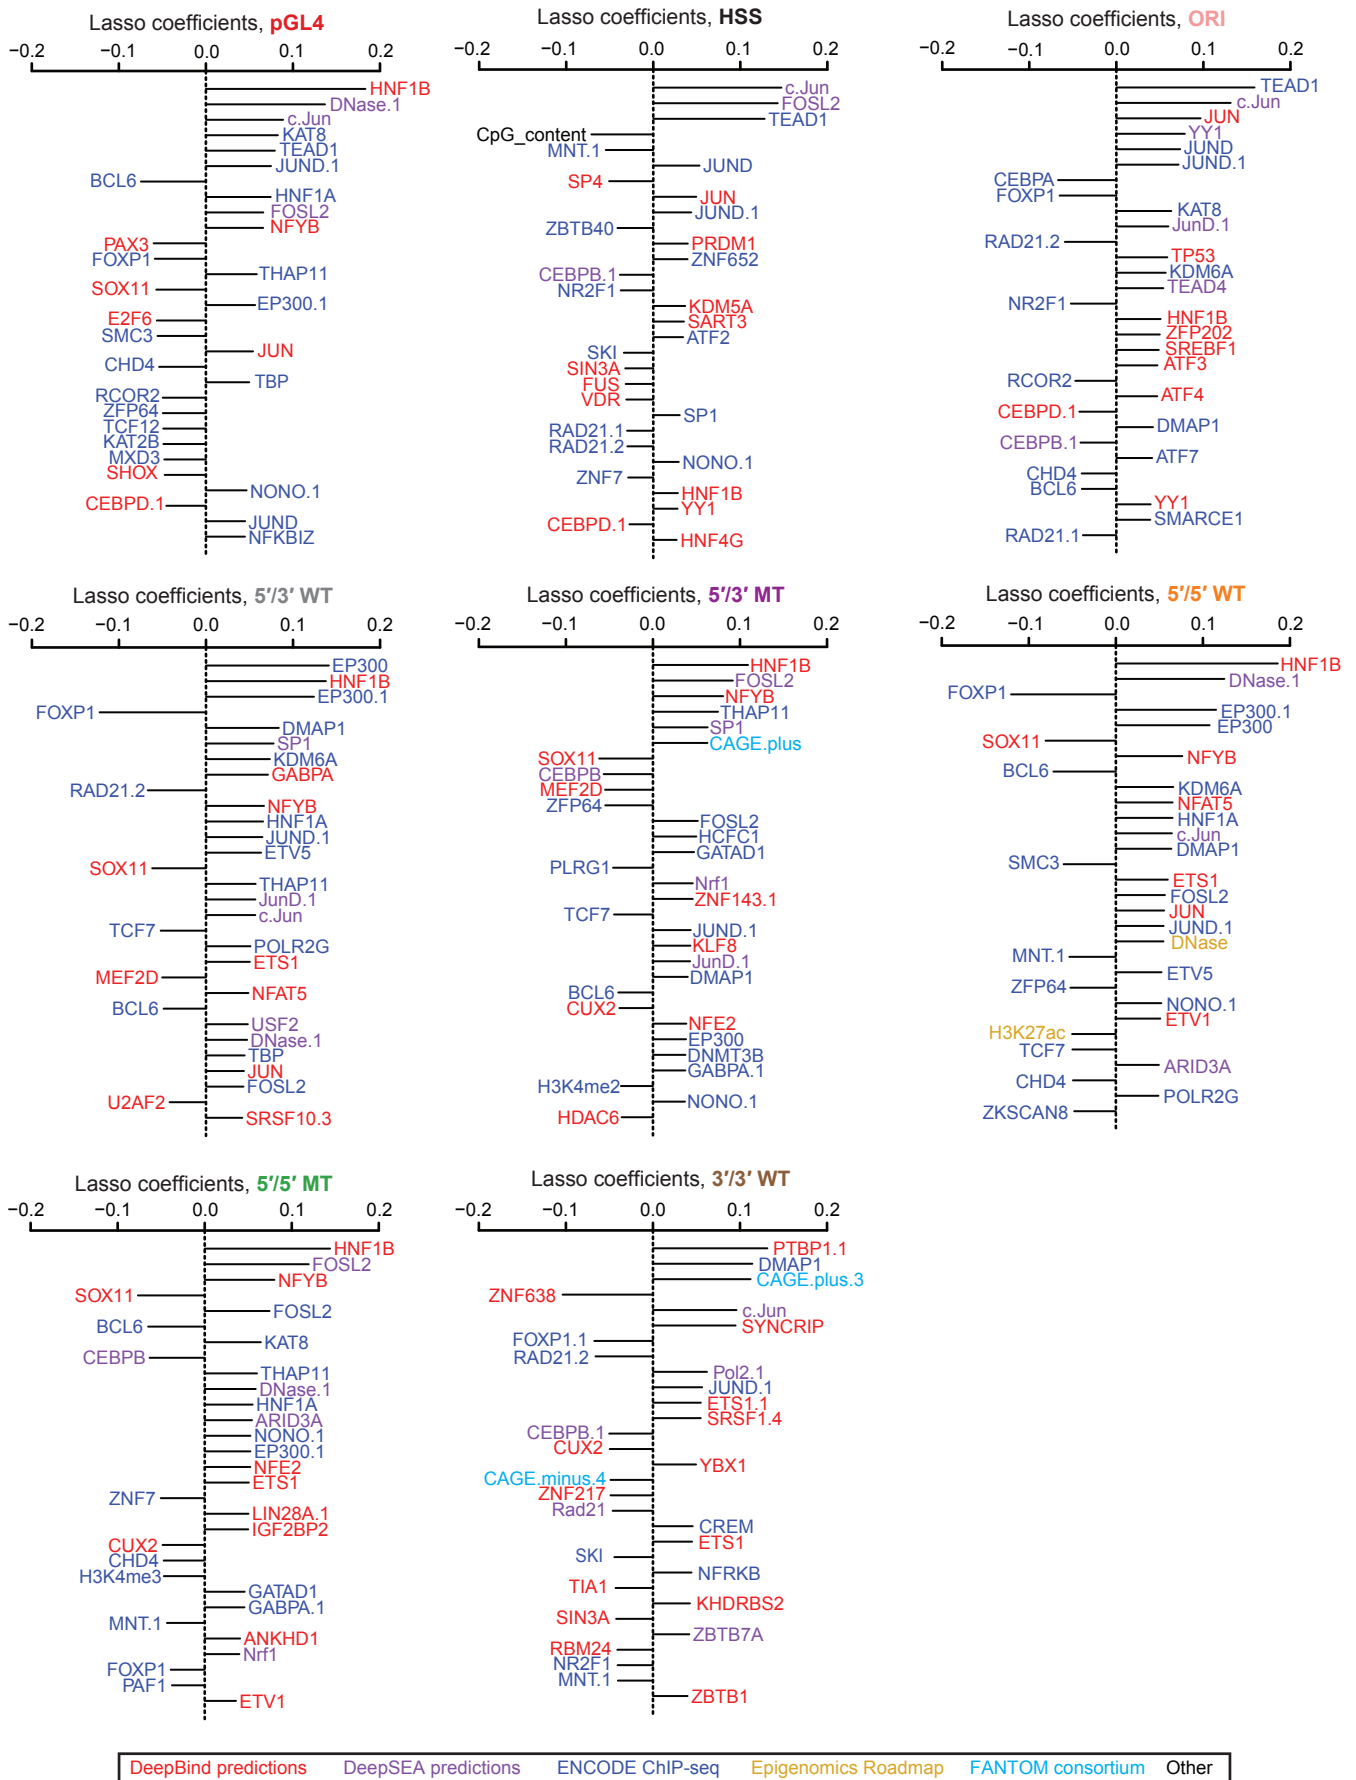 Lasso coefficients, pGL4
−0.2 −0.1 0.0 0.1 0.2
HNF1B
DNase.1
c.Jun
KAT8
TEAD1
JUND.1
BCL6
HNF1A
FOSL2
NFYB
PAX3
FOXP1
THAP11
SOX11
EP300.1
E2F6
SMC3
JUN
CHD4
TBP
RCOR2
ZFP64
TCF12
KAT2B
MXD3
SHOX
NONO.1
CEBPD.1
JUND
NFKBIZ
Lasso coefficients, HSS
−0.2 −0.1 0.0 0.1 0.2
c.Jun
FOSL2
TEAD1
CpG_content
MNT.1
JUND
SP4
JUN
JUND.1
ZBTB40
PRDM1
ZNF652
CEBPB.1
NR2F1
KDM5A
SART3
ATF2
SKI
SIN3A
FUS
VDR
SP1
RAD21.1
RAD21.2
NONO.1
ZNF7
HNF1B
YY1
CEBPD.1
HNF4G
Lasso coefficients, ORI
−0.2 −0.1 0.0 0.1 0.2
TEAD1
c.Jun
JUN
YY1
JUND
JUND.1
CEBPA
FOXP1
KAT8
JunD.1
RAD21.2
TP53
KDM6A
TEAD4
NR2F1
HNF1B
ZFP202
SREBF1
ATF3
RCOR2
ATF4
CEBPD.1
DMAP1
CEBPB.1
ATF7
CHD4
BCL6
YY1
SMARCE1
RAD21.1
Lasso coefficients, 5′/3′ WT
−0.2 −0.1 0.0 0.1 0.2
EP300
HNF1B
EP300.1
FOXP1
DMAP1
SP1
KDM6A
GABPA
RAD21.2
NFYB
HNF1A
JUND.1
ETV5
SOX11
THAP11
JunD.1
c.Jun
TCF7
POLR2G
ETS1
MEF2D
NFAT5
BCL6
USF2
DNase.1
TBP
JUN
FOSL2
U2AF2
SRSF10.3
Lasso coefficients, 5′/3′ MT
−0.2 −0.1 0.0 0.1 0.2
HNF1B
FOSL2
NFYB
THAP11
SP1
CAGE.plus
SOX11
CEBPB
MEF2D
ZFP64
FOSL2
HCFC1
GATAD1
PLRG1
Nrf1
ZNF143.1
TCF7
JUND.1
KLF8
JunD.1
DMAP1
BCL6
CUX2
NFE2
EP300
DNMT3B
GABPA.1
H3K4me2
NONO.1
HDAC6
Lasso coefficients, 5′/5′ WT
−0.2 −0.1 0.0 0.1 0.2
HNF1B
DNase.1
FOXP1
EP300.1
EP300
SOX11
NFYB
BCL6
KDM6A
NFAT5
HNF1A
c.Jun
DMAP1
SMC3
ETS1
FOSL2
JUN
JUND.1
DNase
MNT.1
ETV5
ZFP64
NONO.1
ETV1
H3K27ac
TCF7
ARID3A
CHD4
POLR2G
ZKSCAN8
Lasso coefficients, 5′/5′ MT
−0.2 −0.1 0.0 0.1 0.2
HNF1B
FOSL2
NFYB
SOX11
FOSL2
BCL6
KAT8
CEBPB
THAP11
DNase.1
HNF1A
ARID3A
NONO.1
EP300.1
NFE2
ETS1
ZNF7
LIN28A.1
IGF2BP2
CUX2
CHD4
H3K4me3
GATAD1
GABPA.1
MNT.1
ANKHD1
Nrf1
FOXP1
PAF1
ETV1
Lasso coefficients, 3′/3′ WT
−0.2 −0.1 0.0 0.1 0.2
PTBP1.1
DMAP1
CAGE.plus.3
ZNF638
c.Jun
SYNCRIP
FOXP1.1
RAD21.2
Pol2.1
JUND.1
ETS1.1
SRSF1.4
CEBPB.1
CUX2
YBX1
CAGE.minus.4
ZNF217
Rad21
CREM
ETS1
SKI
NFRKB
TIA1
KHDRBS2
SIN3A
ZBTB7A
RBM24
NR2F1
MNT.1
ZBTB1
DeepBind predictions DeepSEA predictions ENCODE ChIP-seq Epigenomics Roadmap FANTOM consortium Other